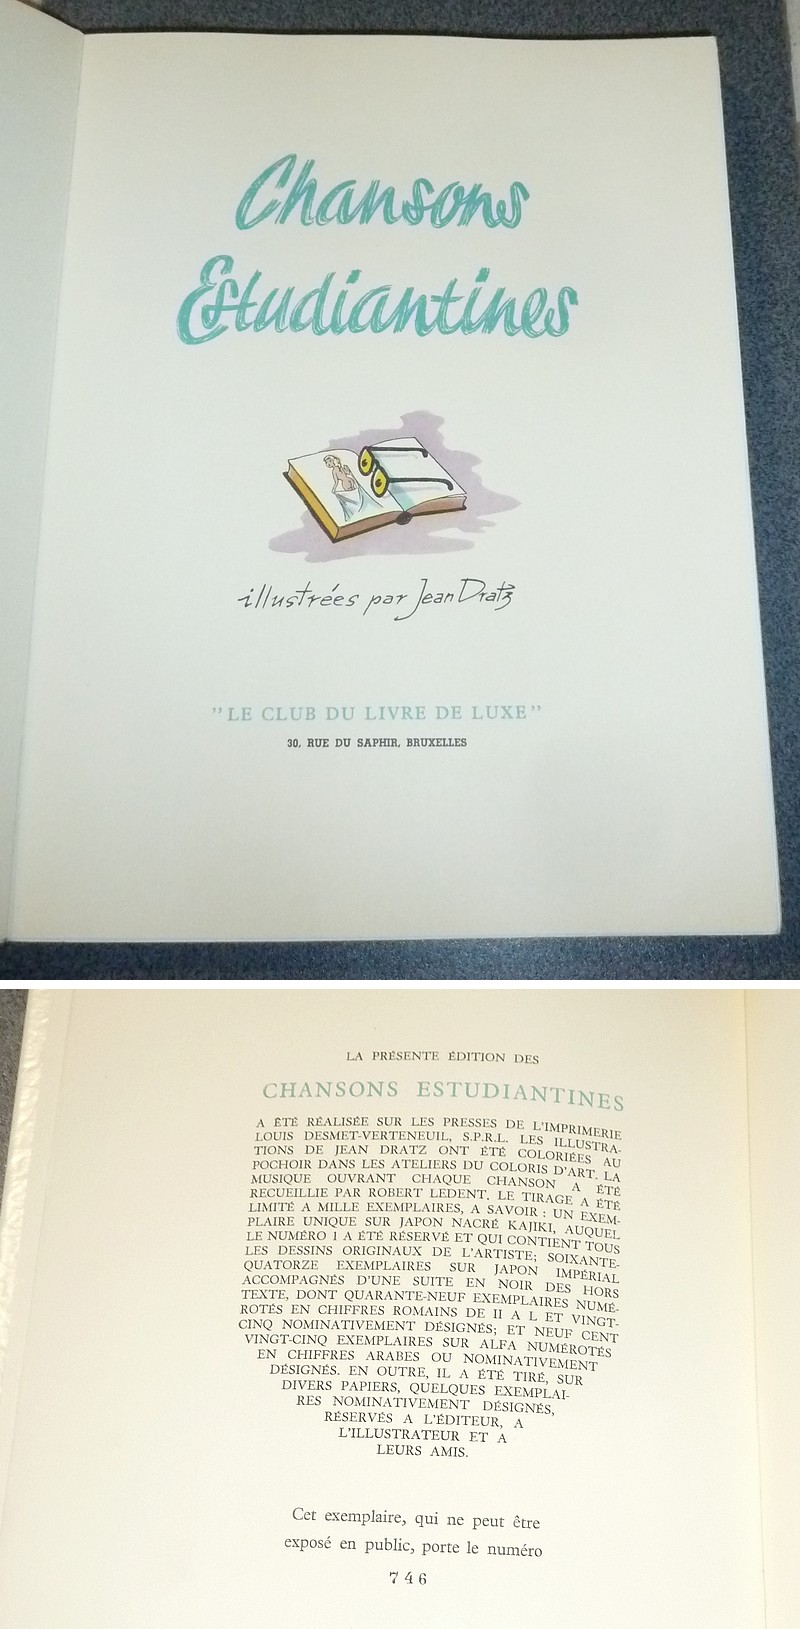 Chansons
Estudiantines
illustrées par Jean Dratz
"LE CLUB DU LIVRE DE LUXE"
30, RUE DU SAPHIR, BRUXELLES
LA PRÉSENTE ÉDITION DES
CHANSONS ESTUDIANTINES
A ÉTÉ RÉALISÉE SUR LES PRESSES DE L'IMPRIMERIE
LOUIS DESMET-VERTENEUIL, S.P.R.L. LES ILLUSTRA-
TIONS DE JEAN DRATZ ONT ÉTÉ COLORIÉES AU
POCHOIR DANS LES ATELIERS DU COLORIS D'ART. LA
MUSIQUE OUVRANT CHAQUE CHANSON A ÉTÉ
RECUEILLIE PAR ROBERT LEDENT. LE TIRAGE A ÉTÉ
LIMITÉ A MILLE EXEMPLAIRES, A SAVOIR : UN EXEM-
PLAIRE UNIQUE SUR JAPON NACRÉ KAJIKI, AUQUEL
LE NUMÉRO 1 A ÉTÉ RÉSERVÉ ET QUI CONTIENT TOUS
LES DESSINS ORIGINAUX DE L'ARTISTE; SOIXANTE-
QUATORZE EXEMPLAIRES SUR JAPON IMPÉRIAL
ACCOMPAGNÉS D'UNE SUITE EN NOIR DES HORS
TEXTE, DONT QUARANTE-NEUF EXEMPLAIRES NUMÉ-
ROTÉS EN CHIFFRES ROMAINS DE II A L ET VINGT-
CINQ NOMINATIVEMENT DÉSIGNÉS; ET NEUF CENT
VINGT-CINQ EXEMPLAIRES SUR ALFA NUMÉROTÉS
EN CHIFFRES ARABES OU NOMINATIVEMENT
DÉSIGNÉS. EN OUTRE, IL A ÉTÉ TIRÉ, SUR
DIVERS PAPIERS, QUELQUES EXEMPLAI-
RES NOMINATIVEMENT DÉSIGNÉS,
RÉSERVÉS A L'ÉDITEUR, A
L'ILLUSTRATEUR ET A
LEURS AMIS.
Cet exemplaire, qui ne peut être
exposé en public, porte le numéro
746